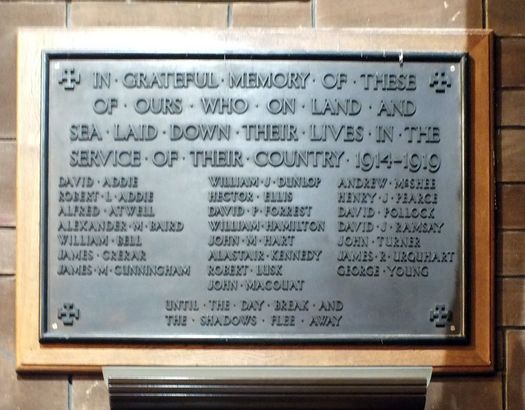 IN · GRATEFUL · MEMORY · OF · THESE
OF · OURS · WHO · ON · LAND · AND
SEA · LAID · DOWN · THEIR · LIVES · IN · THE
SERVICE · OF · THEIR · COUNTRY · 1914-1919
DAVID · ADDIE
ROBERT · L · ADDIE
ALFRED · ATWELL
ALEXANDER · M · BAIRD
WILLIAM · BELL
JAMES · CRERAR
JAMES · M · CUNNINGHAM
WILLIAM · J · DUNLOP
HECTOR · ELLIS
DAVID · P · FORREST
WILLIAM · HAMILTON
JOHN · M · HART
ALASTAIR · KENNEDY
ROBERT · LUSK
JOHN · MACOUAT
ANDREW · McGHEE
HENRY · J · PEARCE
DAVID · POLLOCK
DAVID · J · RAMSAY
JOHN · TURNER
JAMES · R · URQUHART
GEORGE · YOUNG
UNTIL · THE · DAY · BREAK · AND
THE · SHADOWS · FLEE · AWAY